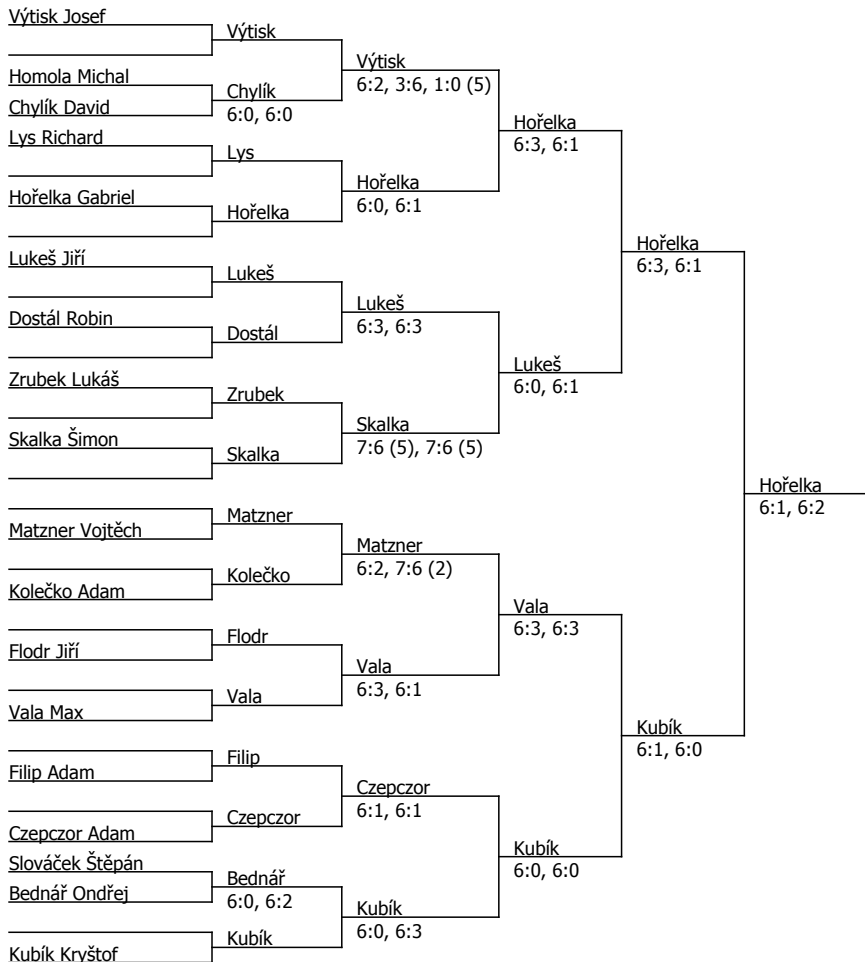 Výtisk Josef
Homola Michal
Chylík David
Lys Richard
Hořelka Gabriel
Lukeš Jiří
Dostál Robin
Zrubek Lukáš
Skalka Šimon
Matzner Vojtěch
Kolečko Adam
Flodr Jiří
Vala Max
Filip Adam
Czepczor Adam
Slováček Štěpán
Bednář Ondřej
Kubík Kryštof
Výtisk
Chylík
6:0, 6:0
Lys
Hořelka
Lukeš
Dostál
Zrubek
Skalka
Matzner
Kolečko
Flodr
Vala
Filip
Czepczor
Bednář
6:0, 6:2
Kubík
Výtisk
6:2, 3:6, 1:0 (5)
Hořelka
6:0, 6:1
Lukeš
6:3, 6:3
Skalka
7:6 (5), 7:6 (5)
Matzner
6:2, 7:6 (2)
Vala
6:3, 6:1
Czepczor
6:1, 6:1
Kubík
6:0, 6:3
Hořelka
6:3, 6:1
Lukeš
6:0, 6:1
Vala
6:3, 6:3
Kubík
6:0, 6:0
Hořelka
6:3, 6:1
Kubík
6:1, 6:0
Hořelka
6:1, 6:2